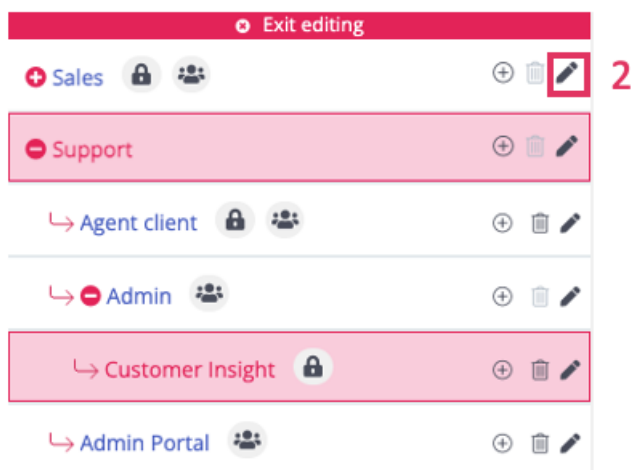 Exit editing
Sales
2
Support
Agent client
Admin
Customer Insight
Admin Portal